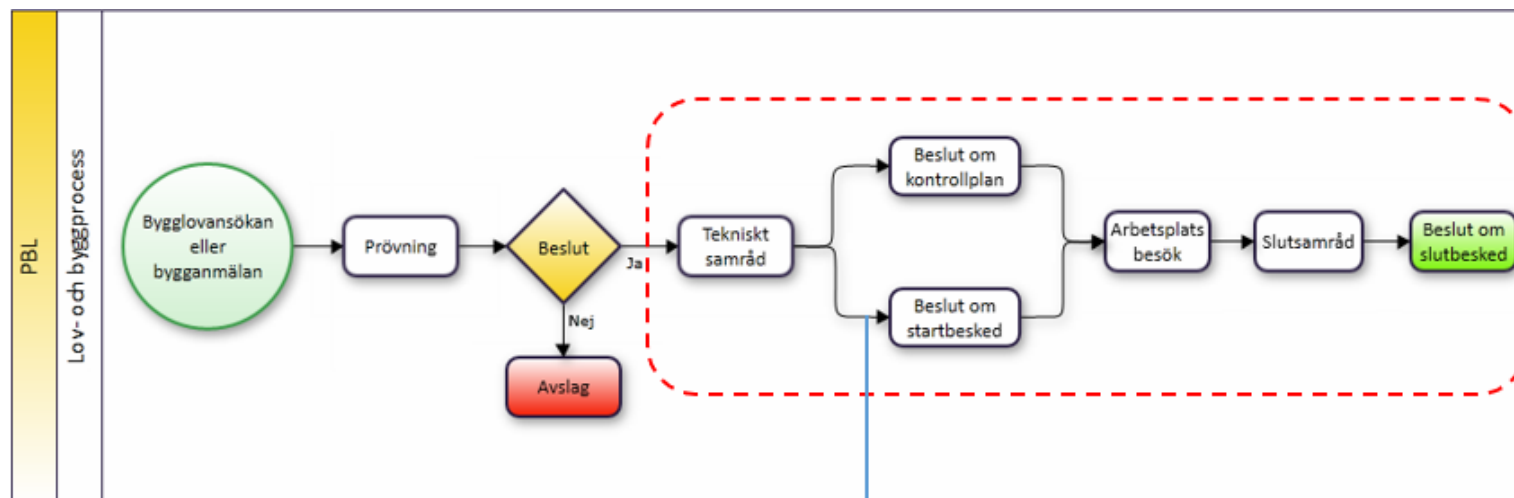 PBL
Lov- och byggprocess
Bygglovansökan
eller
bygganmälan
Prövning
Beslut
Ja
Nej
Avslag
Tekniskt
samråd
Beslut om
kontrollplan
Beslut om
startbesked
Arbetsplats
besök
Slutsamråd
Beslut om
slutbesked